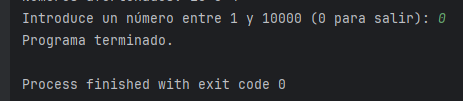 Introduce un número entre 1 y 10000 (0 para salir): 0
Programa terminado.
Process finished with exit code 0